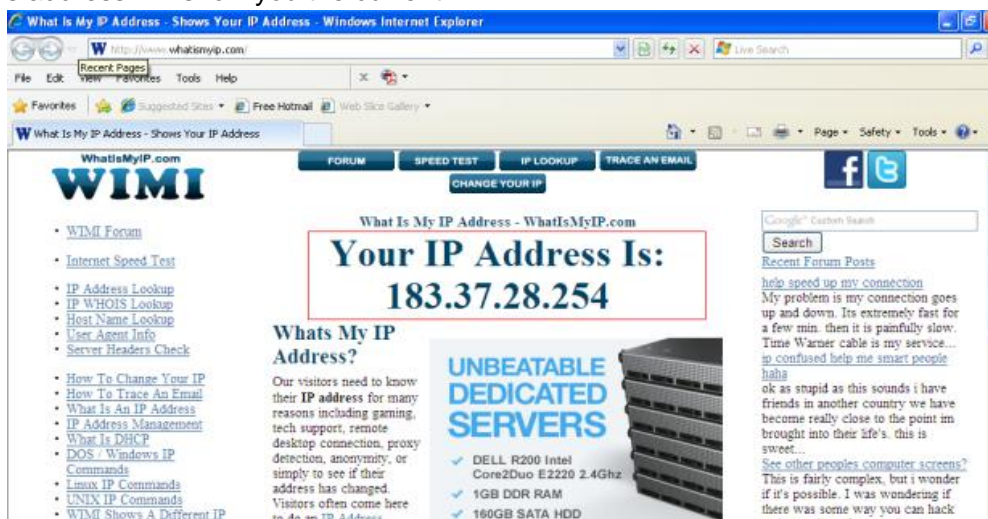 What Is My IP Address - Shows Your IP Address - Windows Internet Explorer
http://www.whatismyip.com/
Live Search
Recent Pages
File Edit View Favorites Tools Help
Favorites Suggested Sites Free Hotmail Web Slice Gallery
What Is My IP Address - Shows Your IP Address
Page Safety Tools
WhatIsMyIP.com
WIMI
FORUM SPEED TEST IP LOOKUP TRACE AN EMAIL
CHANGE YOUR IP
What Is My IP Address - WhatIsMyIP.com
Your IP Address Is:
183.37.28.254
WIMI Forum
Internet Speed Test
IP Address Lookup
IP WHOIS Lookup
Host Name Lookup
User Agent Info
Server Headers Check
How To Change Your IP
How To Trace An Email
What Is An IP Address
IP Address Management
What Is DHCP
DOS / Windows IP
Commands
Linux IP Commands
UNIX IP Commands
WIMI Shows A Different IP
Whats My IP
Address?
Our visitors need to know
their IP address for many
reasons including gaming,
tech support, remote
desktop connection, proxy
detection, anonymity, or
simply to see if their
address has changed.
Visitors often come here
to do an IP Address
UNBEATABLE
DEDICATED
SERVERS
DELL R200 Intel
Core2Duo E2220 2.4Ghz
1GB DDR RAM
160GB SATA HDD
Google Custom Search
Search
Recent Forum Posts
help speed up my connection
My problem is my connection goes
up and down. Its extremely fast for
a few min. then it is painfully slow.
Time Warner cable is my service...
ip confused help me smart people
haha
ok as stupid as this sounds i have
friends in another country we have
become really close to the point im
brought into their life's. this is
sweet...
See other peoples computer screens?
This is fairly complex, but i wonder
if it's possible. I was wondering if
there was some way you can hack